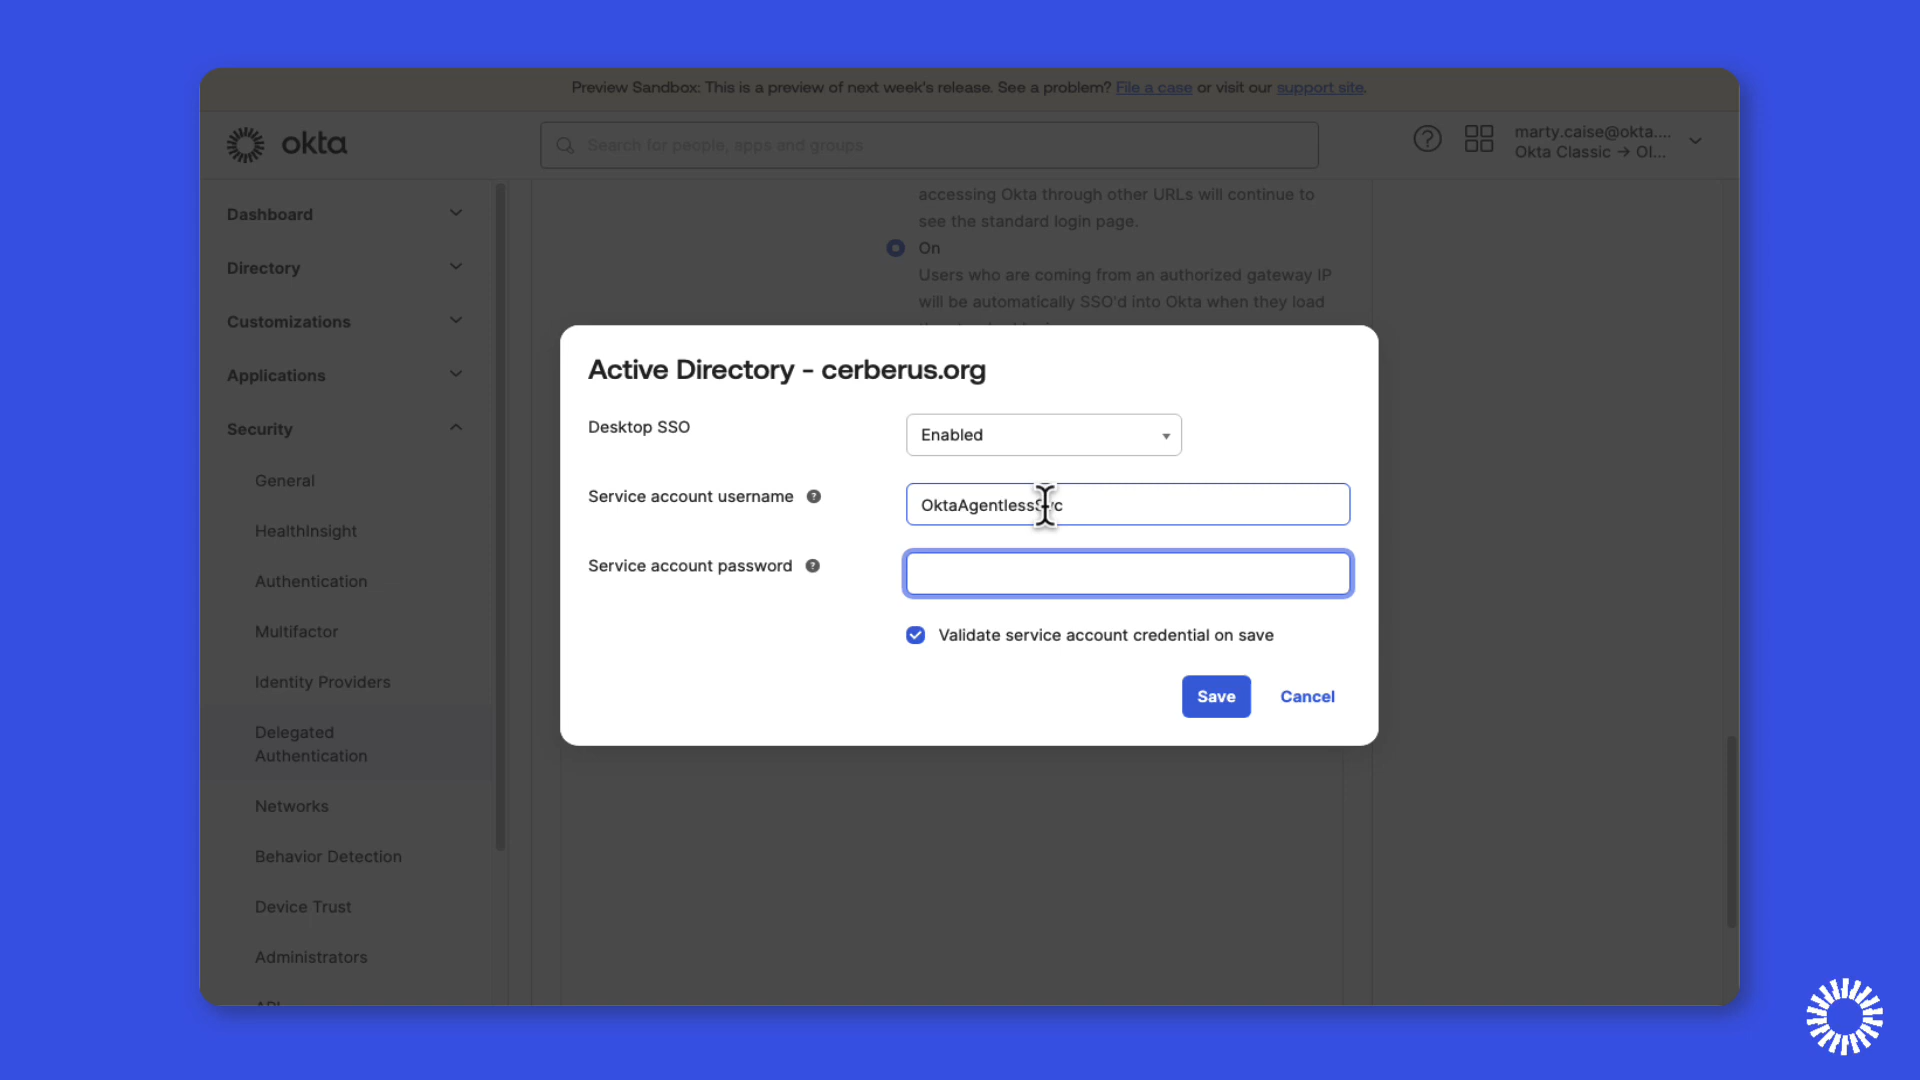 Preview Sandbox: This is a preview of next week's release. See a problem? File a case or visit our support site.
okta
Search for people, apps and groups
marty.caise@okta....
Okta Classic → Ol...
Dashboard
Directory
Customizations
Applications
Security
General
HealthInsight
Authentication
Multifactor
Identity Providers
Delegated
Authentication
Networks
Behavior Detection
Device Trust
Administrators
API
accessing Okta through other URLs will continue to
see the standard login page.
On
Users who are coming from an authorized gateway IP
will be automatically SSO'd into Okta when they load
Active Directory - cerberus.org
Desktop SSO
Enabled
Service account username
OktaAgentlessSvc
Service account password
Validate service account credential on save
Save
Cancel